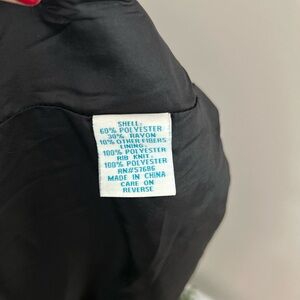 SHELL:
60% POLYESTER
30% RAYON
10% OTHER FIBERS
LINING:
100% POLYESTER
RIB KNIT:
100% POLYESTER
RN#57686
MADE IN CHINA
CARE ON
REVERSE